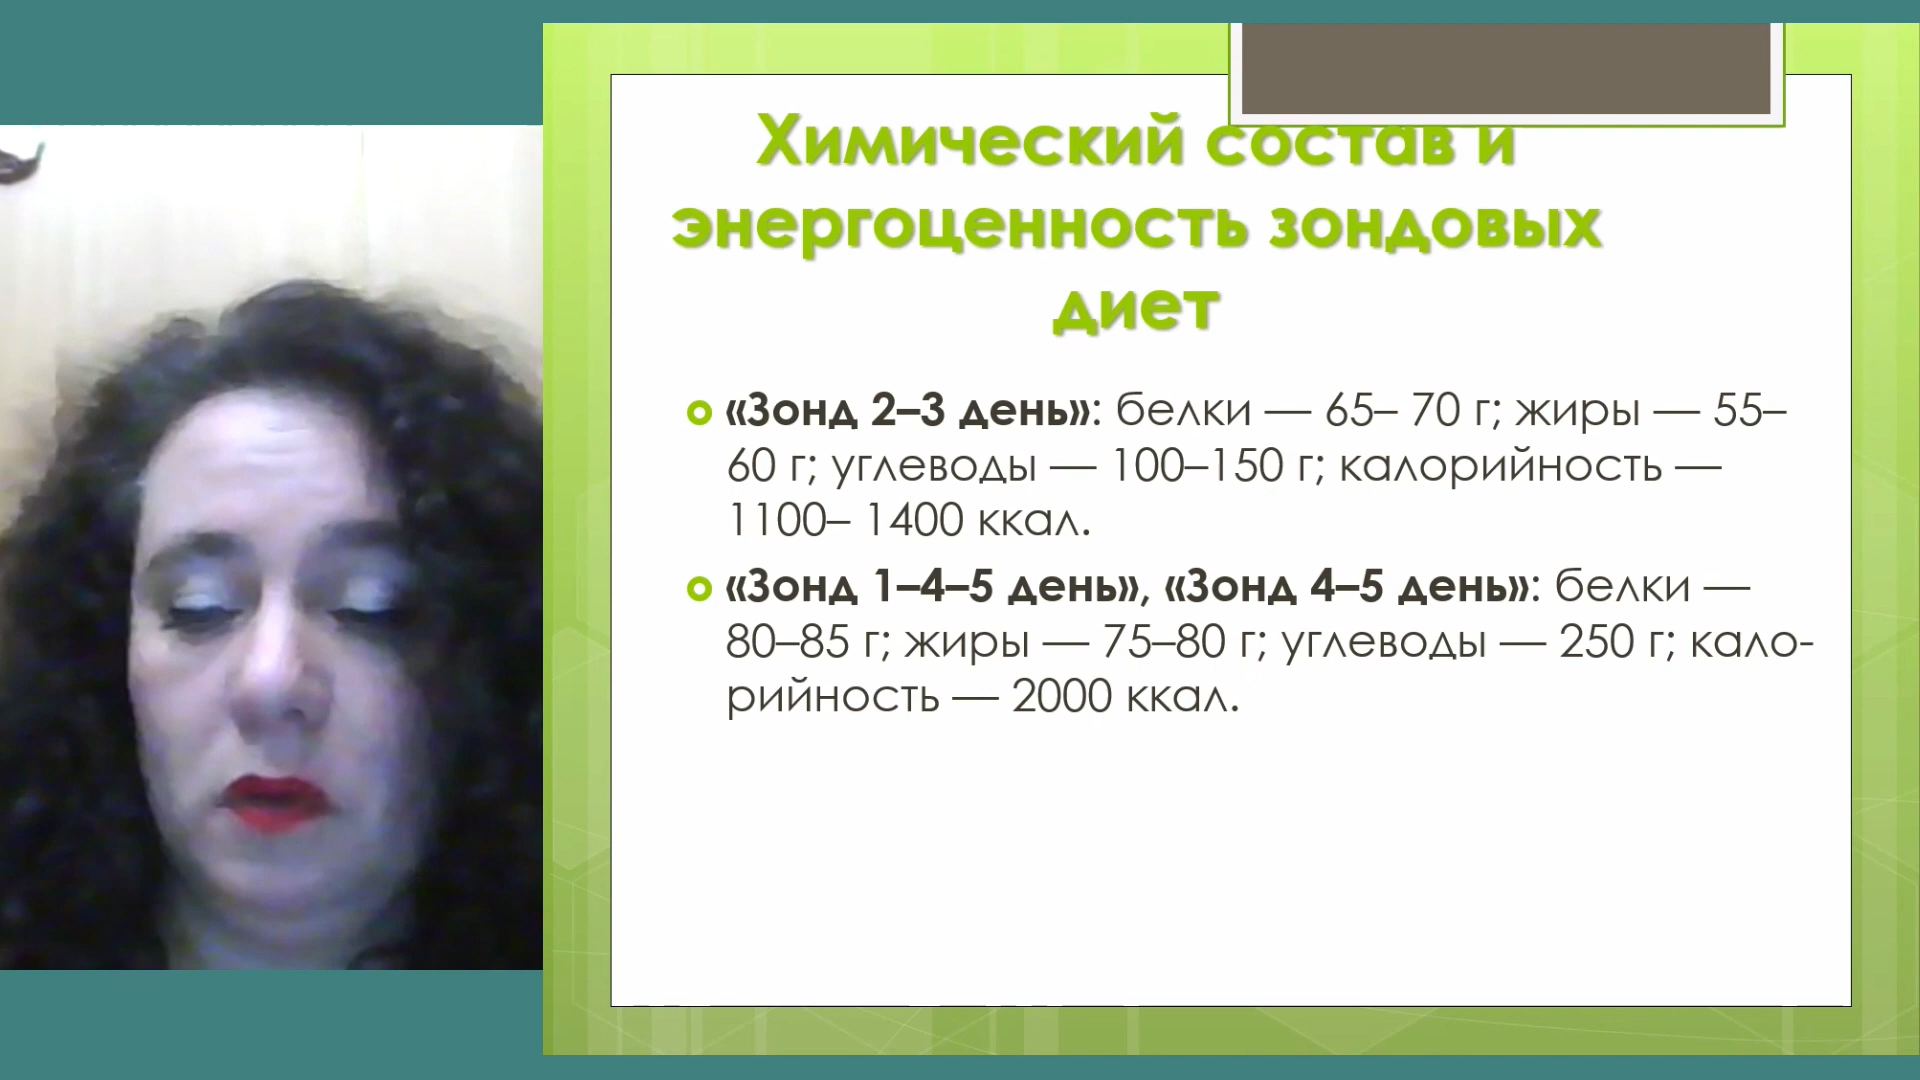 Химический состав и
энергоценность зондовых
диет
«Зонд 2–3 день»: белки — 65– 70 г; жиры — 55–
60 г; углеводы — 100–150 г; калорийность —
1100– 1400 ккал.
«Зонд 1–4–5 день», «Зонд 4–5 день»: белки —
80–85 г; жиры — 75–80 г; углеводы — 250 г; кало-
рийность — 2000 ккал.